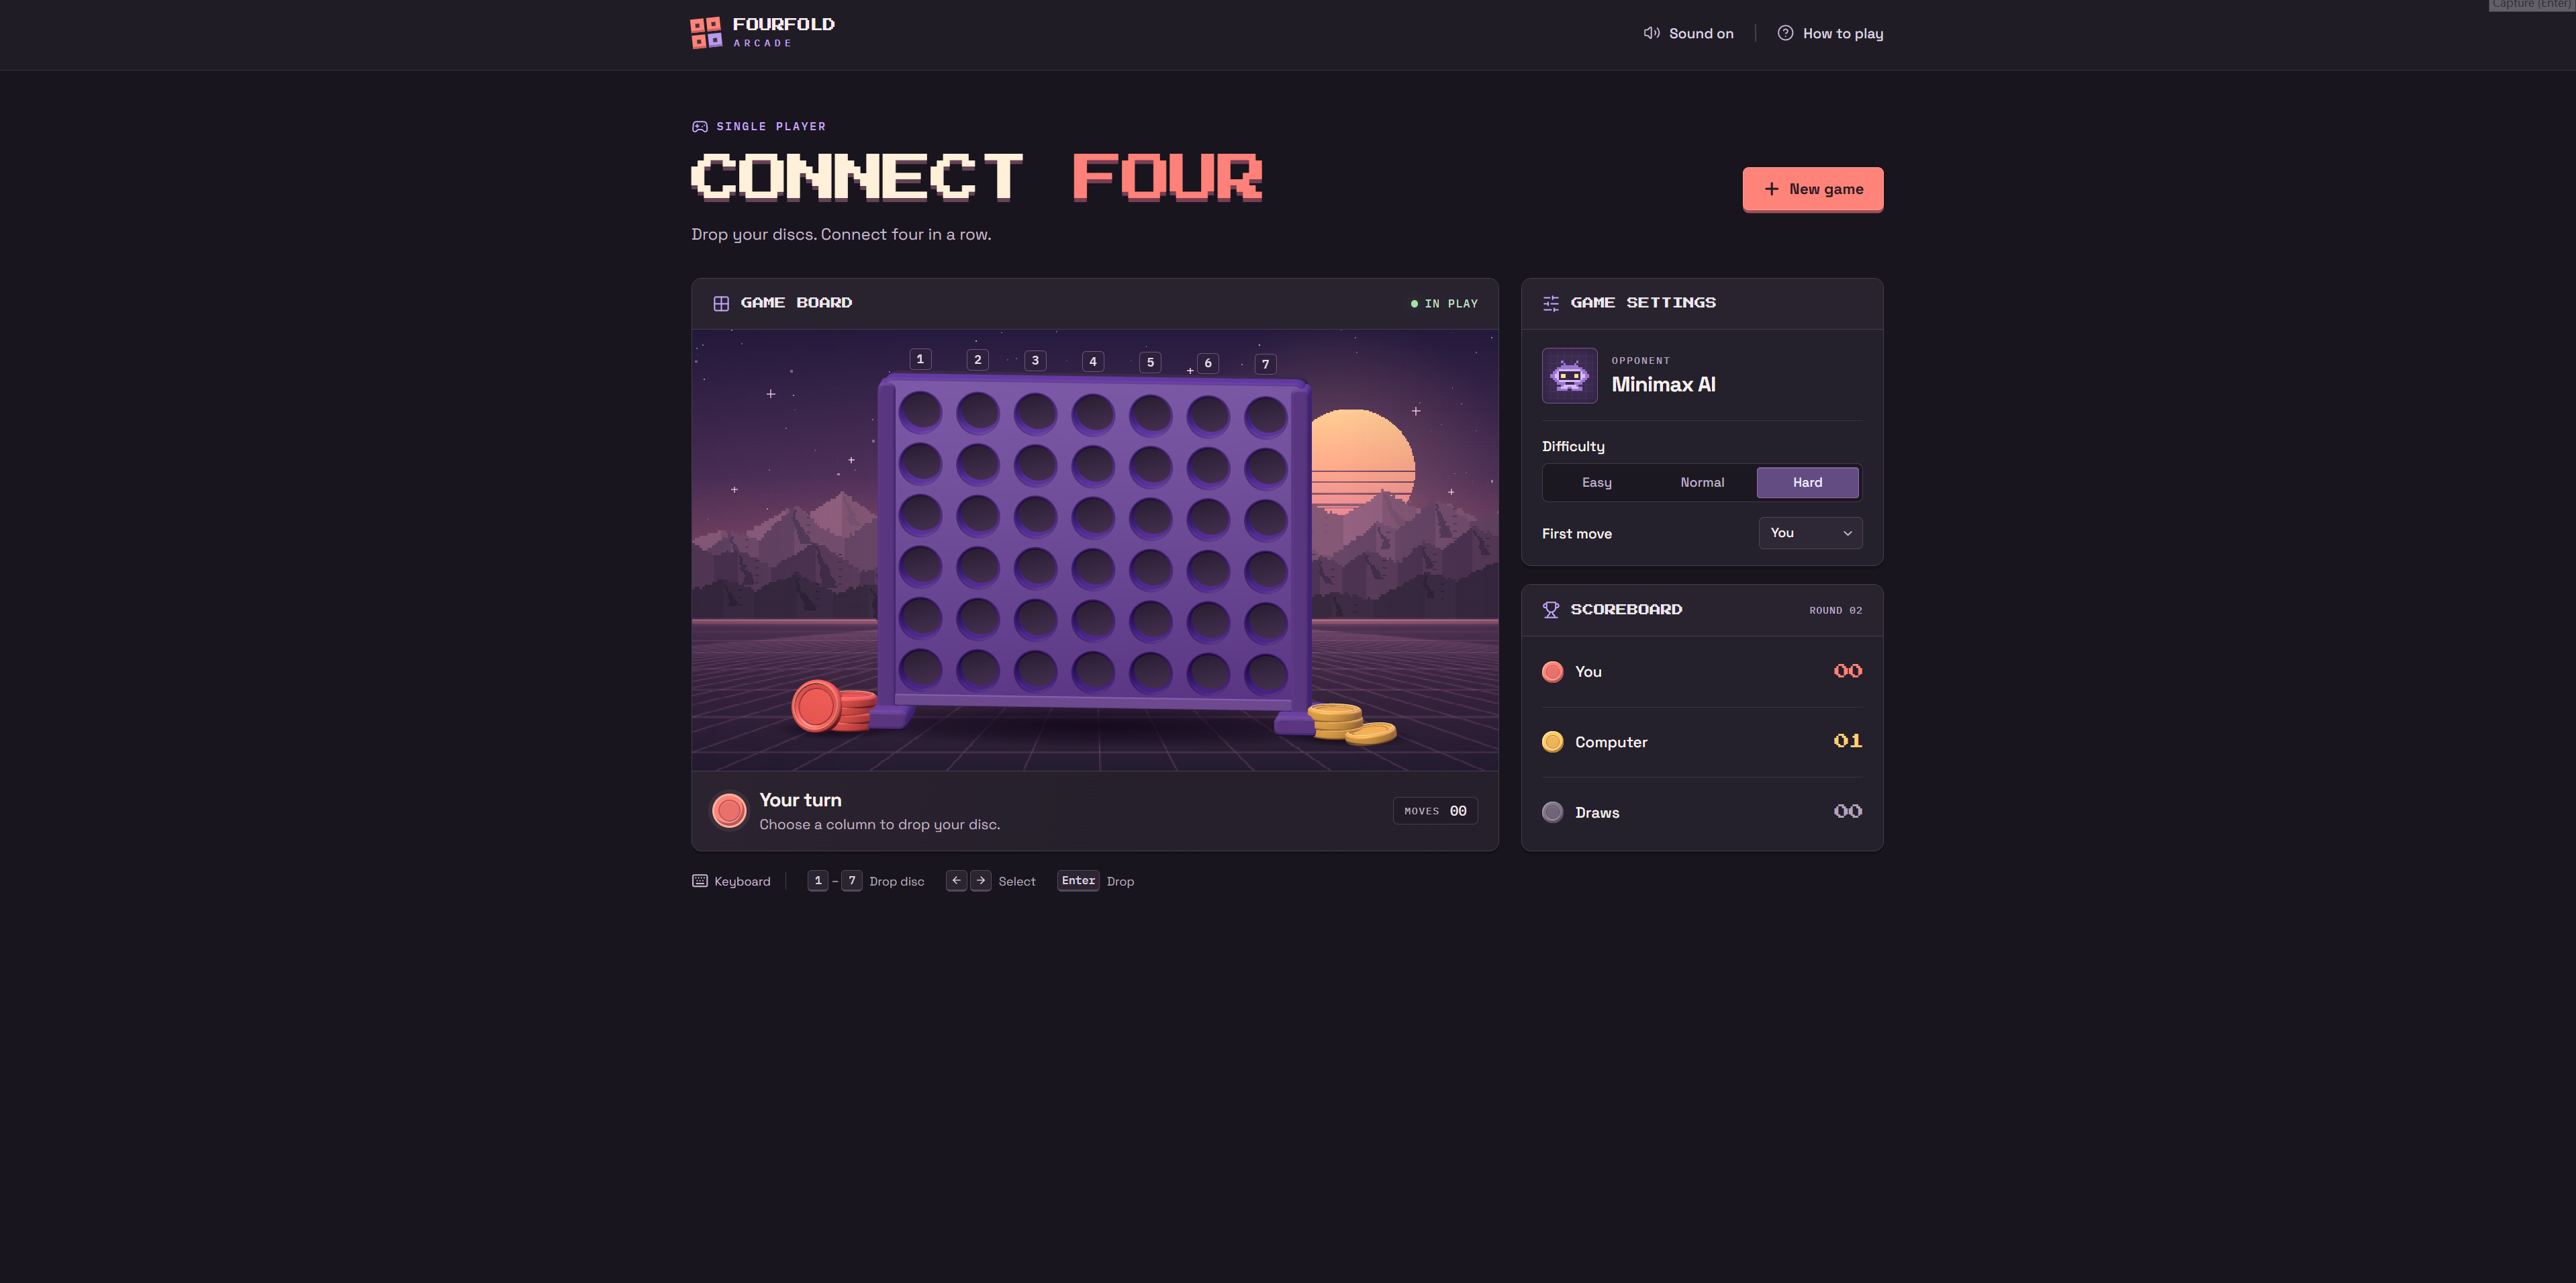 Capture (Enter)
FOURFOLD
ARCADE
Sound on
How to play
SINGLE PLAYER
CONNECT FOUR
New game
Drop your discs. Connect four in a row.
GAME BOARD
IN PLAY
1 2 3 4 5 6 7
Your turn
Choose a column to drop your disc.
MOVES 00
Keyboard
1 – 7 Drop disc
← → Select
Enter Drop
GAME SETTINGS
OPPONENT
Minimax AI
Difficulty
Easy Normal Hard
First move
You
SCOREBOARD
ROUND 02
You 00
Computer 01
Draws 00